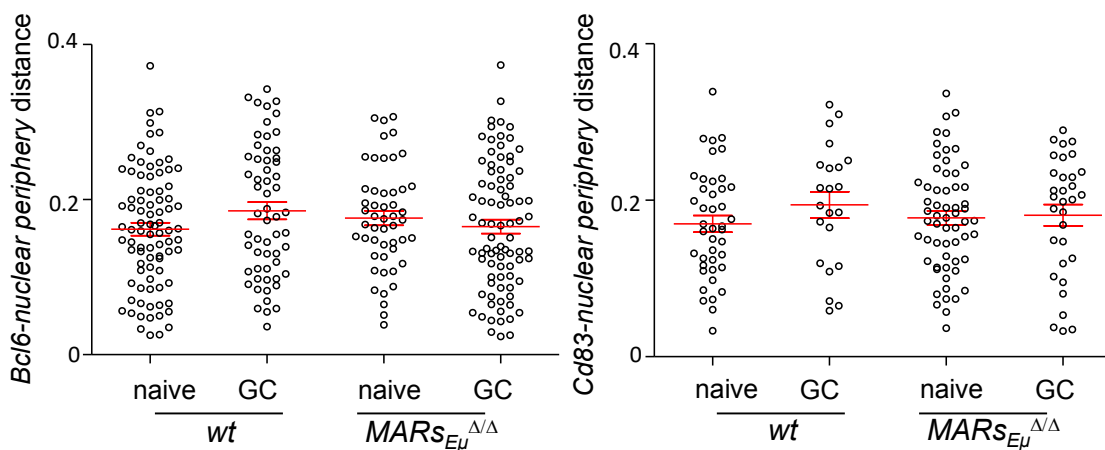 Bcl6-nuclear periphery distance
0.4
0.2
0
naive GC naive GC
wt MARsEμΔ/Δ
Cd83-nuclear periphery distance
0.4
0.2
0
naive GC naive GC
wt MARsEμΔ/Δ